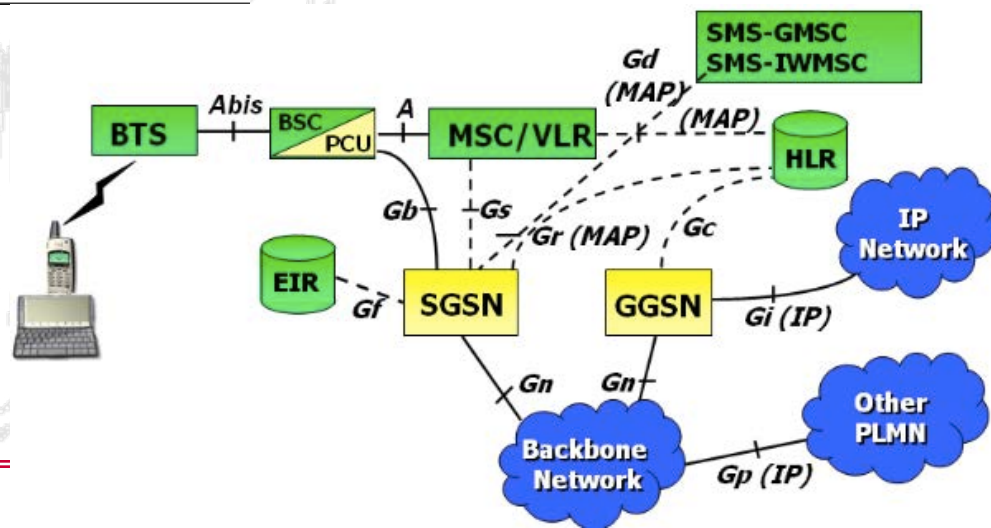 SMS-GMSC
SMS-IWMSC
Gd
(MAP)
(MAP)
Abis
A
BTS
BSC
PCU
MSC/VLR
HLR
Gb
Gs
Gr (MAP)
Gc
IP
Network
EIR
Gf
SGSN
GGSN
Gi (IP)
Gn
Gn
Other
PLMN
Backbone
Network
Gp (IP)